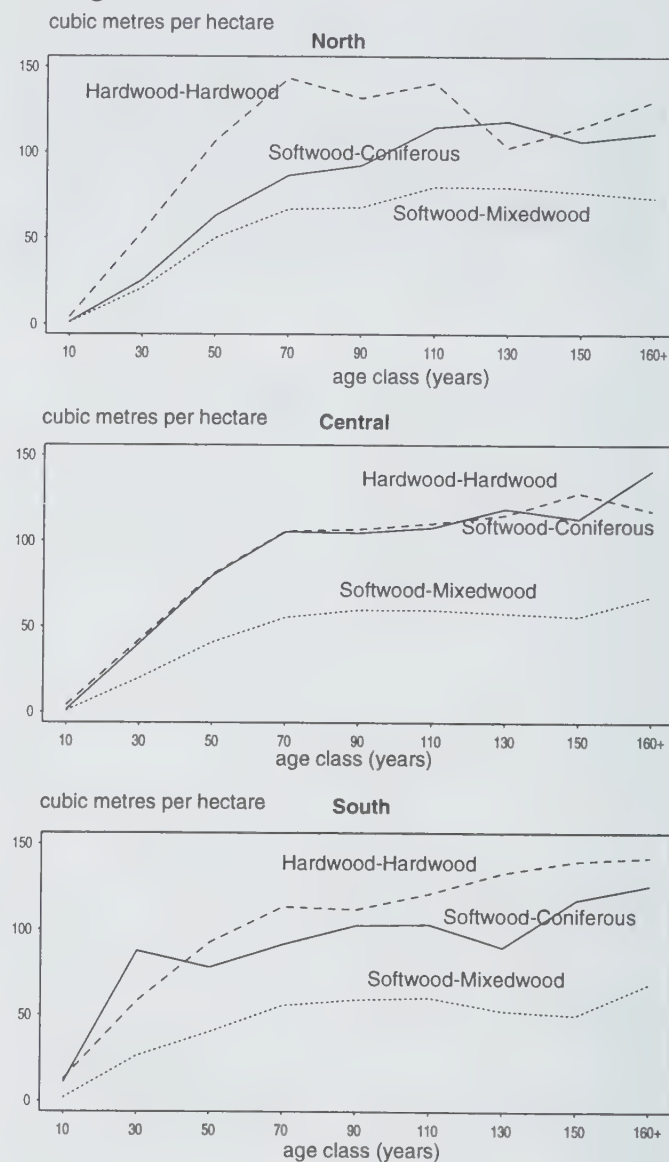 cubic metres per hectare
North
150
Hardwood-Hardwood
100
Softwood-Coniferous
Softwood-Mixedwood
50
0
10 30 50 70 90 110 130 150 160+
age class (years)
cubic metres per hectare Central
150
Hardwood-Hardwood
100
Softwood-Coniferous
Softwood-Mixedwood
50
0
10 30 50 70 90 110 130 150 160+
age class (years)
cubic metres per hectare South
150
Hardwood-Hardwood
100
Softwood-Coniferous
Softwood-Mixedwood
50
0
10 30 50 70 90 110 130 150 160+
age class (years)